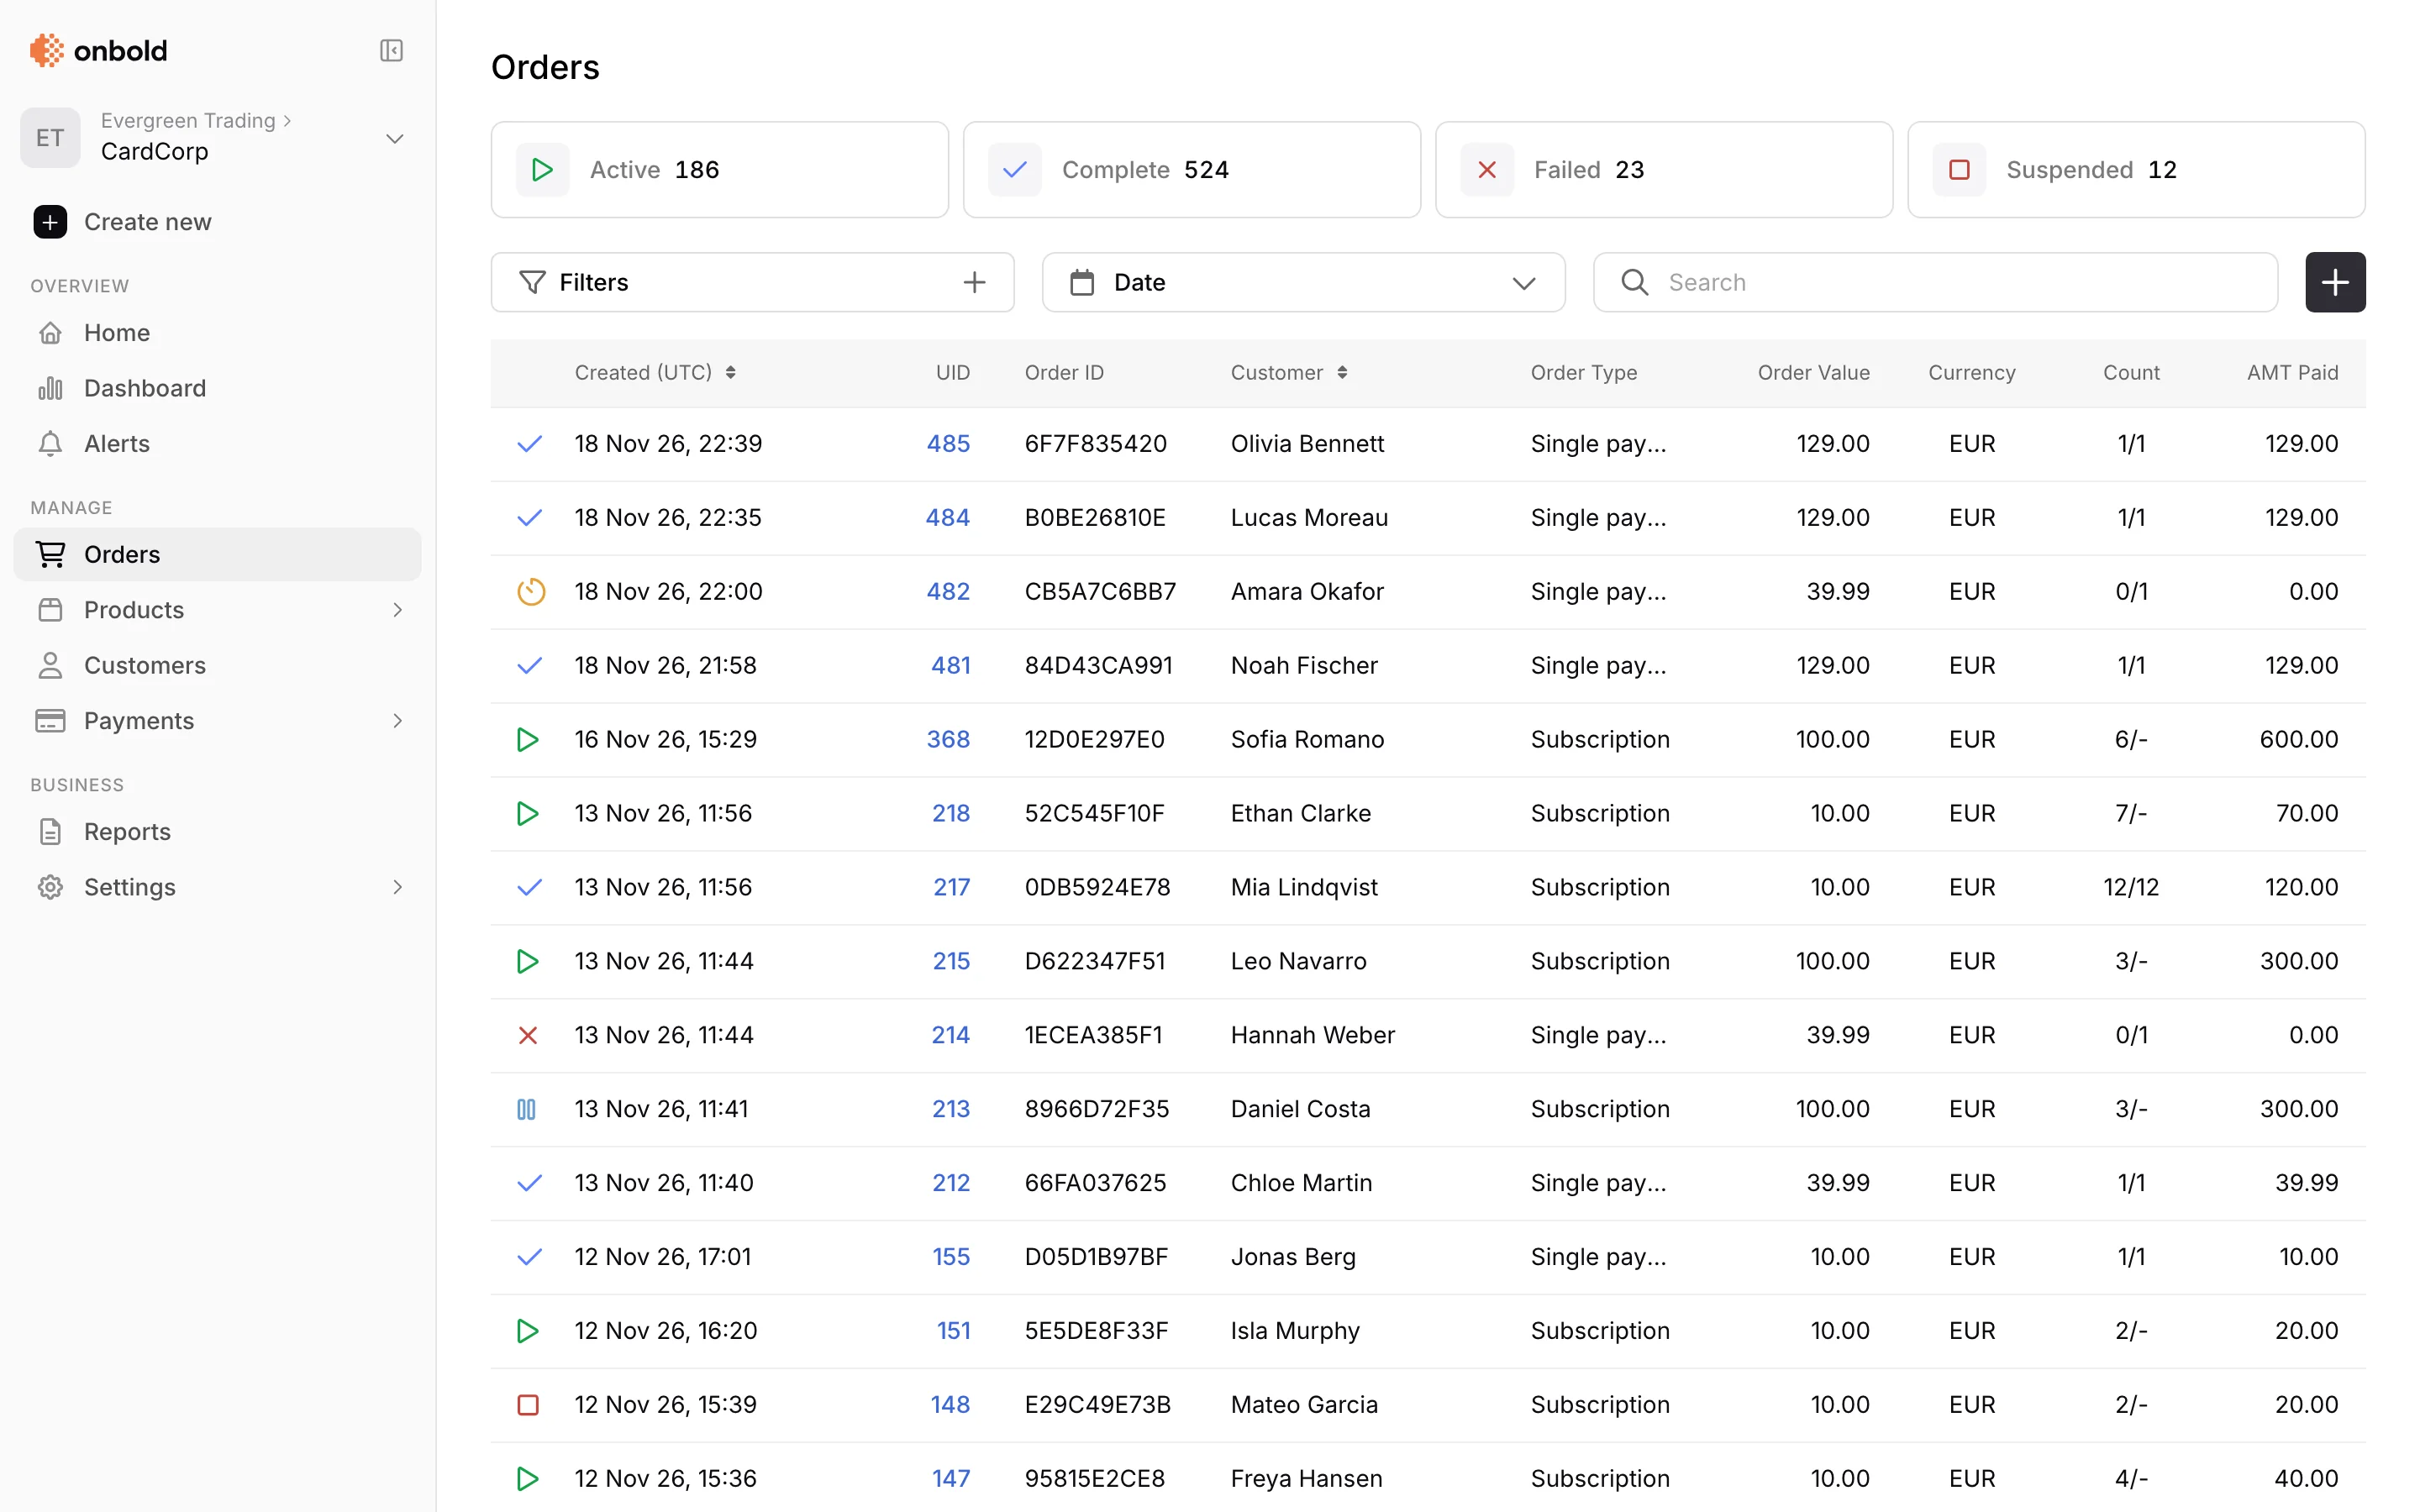 onbold
ET
Evergreen Trading
CardCorp
Create new
OVERVIEW
Home
Dashboard
Alerts
MANAGE
Orders
Products
Customers
Payments
BUSINESS
Reports
Settings
Orders
Active 186
Complete 524
Failed 23
Suspended 12
Filters
Date
Search
Created (UTC) UID Order ID Customer Order Type Order Value Currency Count AMT Paid
18 Nov 26, 22:39 485 6F7F835420 Olivia Bennett Single pay... 129.00 EUR 1/1 129.00
18 Nov 26, 22:35 484 B0BE26810E Lucas Moreau Single pay... 129.00 EUR 1/1 129.00
18 Nov 26, 22:00 482 CB5A7C6BB7 Amara Okafor Single pay... 39.99 EUR 0/1 0.00
18 Nov 26, 21:58 481 84D43CA991 Noah Fischer Single pay... 129.00 EUR 1/1 129.00
16 Nov 26, 15:29 368 12D0E297E0 Sofia Romano Subscription 100.00 EUR 6/- 600.00
13 Nov 26, 11:56 218 52C545F10F Ethan Clarke Subscription 10.00 EUR 7/- 70.00
13 Nov 26, 11:56 217 0DB5924E78 Mia Lindqvist Subscription 10.00 EUR 12/12 120.00
13 Nov 26, 11:44 215 D622347F51 Leo Navarro Subscription 100.00 EUR 3/- 300.00
13 Nov 26, 11:44 214 1ECEA385F1 Hannah Weber Single pay... 39.99 EUR 0/1 0.00
13 Nov 26, 11:41 213 8966D72F35 Daniel Costa Subscription 100.00 EUR 3/- 300.00
13 Nov 26, 11:40 212 66FA037625 Chloe Martin Single pay... 39.99 EUR 1/1 39.99
12 Nov 26, 17:01 155 D05D1B97BF Jonas Berg Single pay... 10.00 EUR 1/1 10.00
12 Nov 26, 16:20 151 5E5DE8F33F Isla Murphy Subscription 10.00 EUR 2/- 20.00
12 Nov 26, 15:39 148 E29C49E73B Mateo Garcia Subscription 10.00 EUR 2/- 20.00
12 Nov 26, 15:36 147 95815E2CE8 Freya Hansen Subscription 10.00 EUR 4/- 40.00